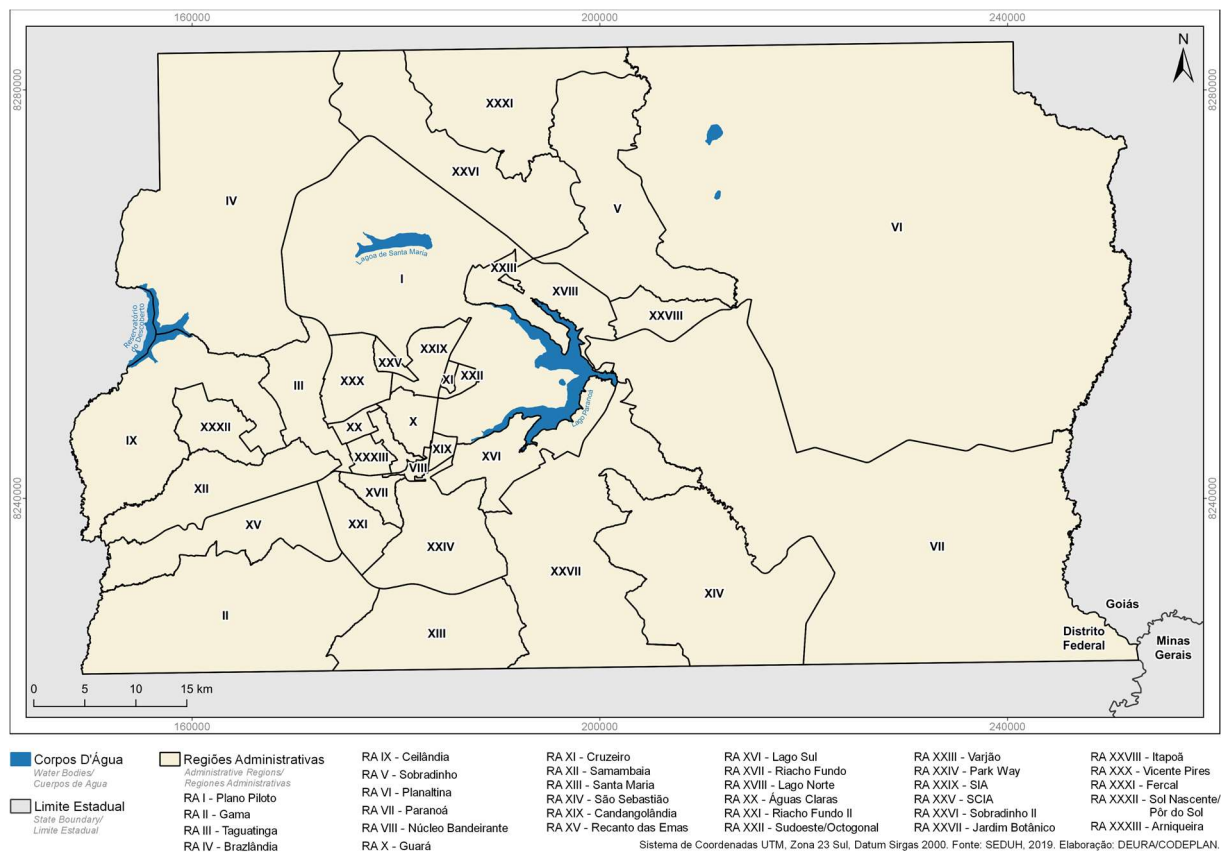 160000
200000
240000
N
8280000
8280000
XXXI
XXVI
IV
V
VI
Lagoa de Santa Maria
XXIII
I
XVIII
XXVIII
Reservatório
do Descoberto
XXIX
XXV
XXX
XI
XXII
III
Lago Paranoá
X
XXXII
XX
IX
XIX
XXXIII
XVI
VIII
XII
XVII
8240000
8240000
XV
XXI
XXIV
VII
XXVII
XIV
II
XIII
Goiás
Distrito
Federal
Minas
Gerais
0 5 10 15 km
160000
200000
240000
Corpos D'Água
Water Bodies/
Cuerpos de Agua
Limite Estadual
State Boundary/
Limite Estadual
Regiões Administrativas
Administrative Regions/
Regiones Administrativas
RA I - Plano Piloto
RA II - Gama
RA III - Taguatinga
RA IV - Brazlândia
RA IX - Ceilândia
RA V - Sobradinho
RA VI - Planaltina
RA VII - Paranoá
RA VIII - Núcleo Bandeirante
RA X - Guará
RA XI - Cruzeiro
RA XII - Samambaia
RA XIII - Santa Maria
RA XIV - São Sebastião
RA XIX - Candangolândia
RA XV - Recanto das Emas
RA XVI - Lago Sul
RA XVII - Riacho Fundo
RA XVIII - Lago Norte
RA XX - Águas Claras
RA XXI - Riacho Fundo II
RA XXII - Sudoeste/Octogonal
RA XXIII - Varjão
RA XXIV - Park Way
RA XXIX - SIA
RA XXV - SCIA
RA XXVI - Sobradinho II
RA XXVII - Jardim Botânico
RA XXVIII - Itapoã
RA XXX - Vicente Pires
RA XXXI - Fercal
RA XXXII - Sol Nascente/
Pôr do Sol
RA XXXIII - Arniqueira
Sistema de Coordenadas UTM, Zona 23 Sul, Datum Sirgas 2000. Fonte: SEDUH, 2019. Elaboração: DEURA/CODEPLAN.